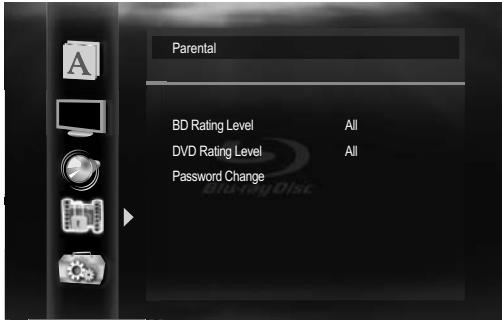 A
Parental
BD Rating Level All
DVD Rating Level All
Password Change
Blu-ray Disc